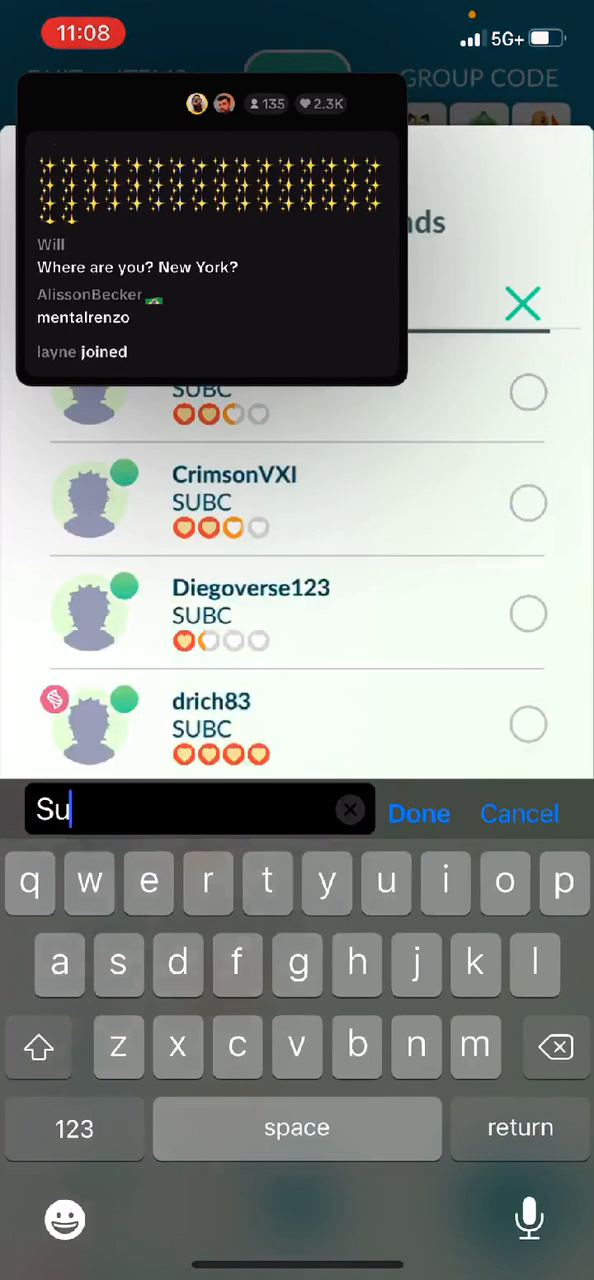 11:08
5G+
GROUP CODE
135
2.3K
Will
Where are you? New York?
AlissonBecker
mentalrenzo
layne joined
nds
SUBC
CrimsonVXI
SUBC
Diegoverse123
SUBC
drich83
SUBC
Su
Done Cancel
q w e r t y u i o p
a s d f g h j k l
z x c v b n m
123 space return